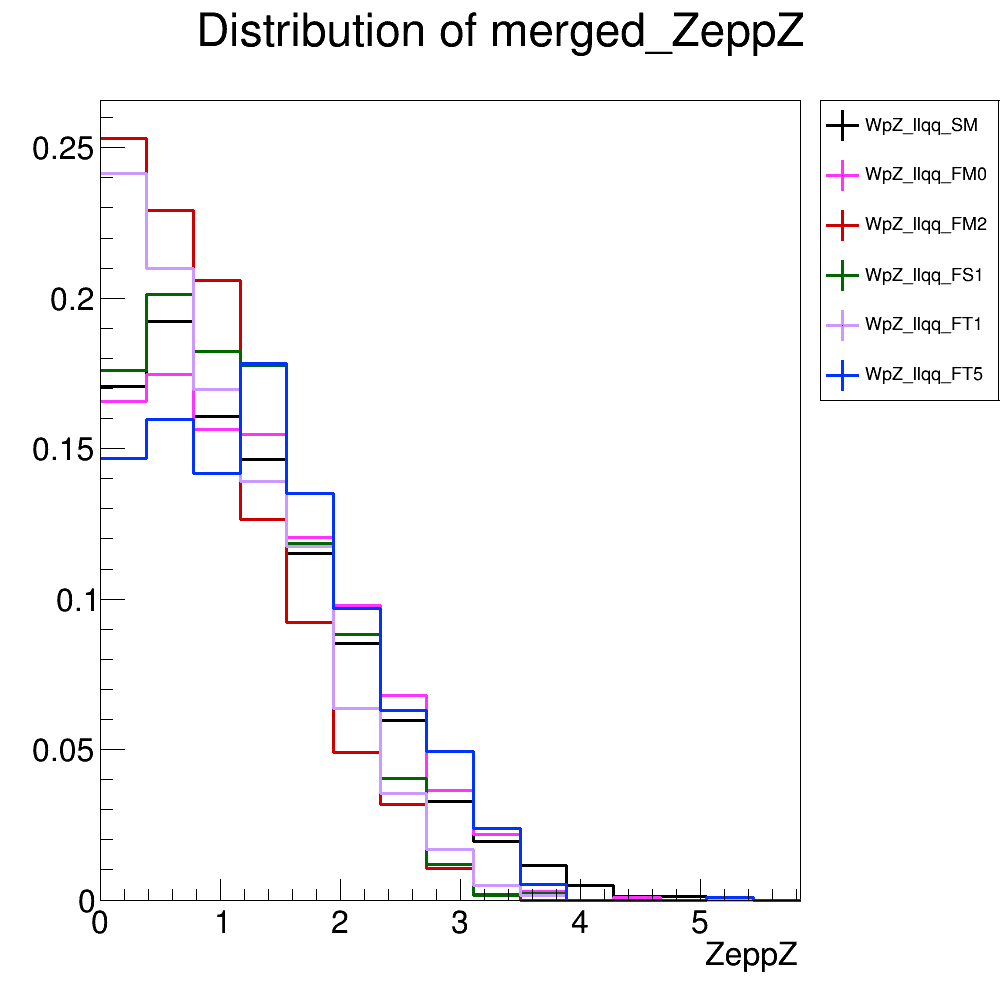 Distribution of merged_ZeppZ
WpZ_llqq_SM
WpZ_llqq_FM0
WpZ_llqq_FM2
WpZ_llqq_FS1
WpZ_llqq_FT1
WpZ_llqq_FT5
0.25
0.2
0.15
0.1
0.05
0
0 1 2 3 4 5
ZeppZ